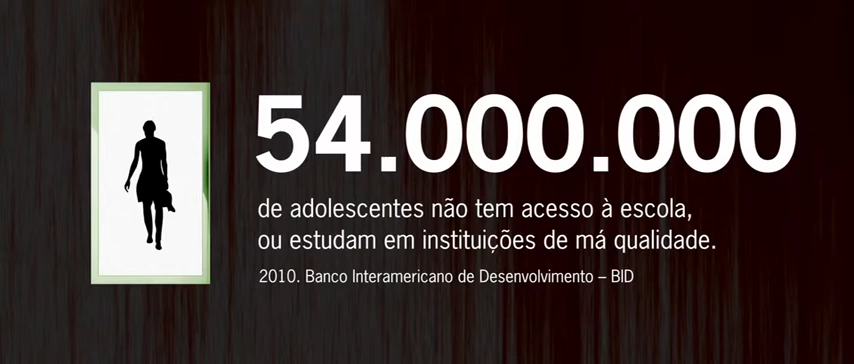 54.000.000
de adolescentes não tem acesso à escola,
ou estudam em instituições de má qualidade.
2010. Banco Interamericano de Desenvolvimento – BID